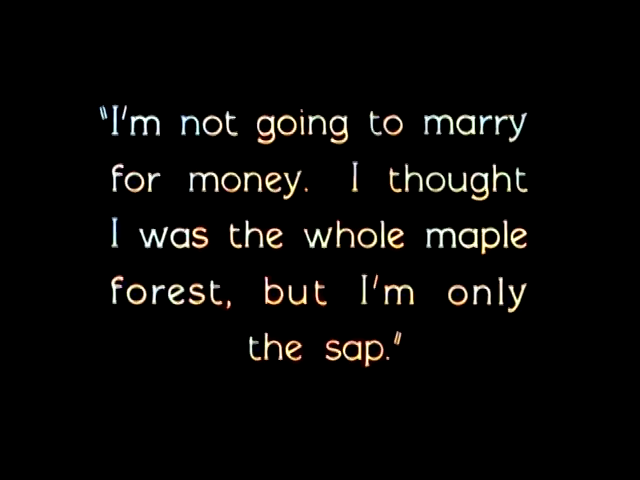 "I'm not going to marry
for money. I thought
I was the whole maple
forest, but I'm only
the sap."